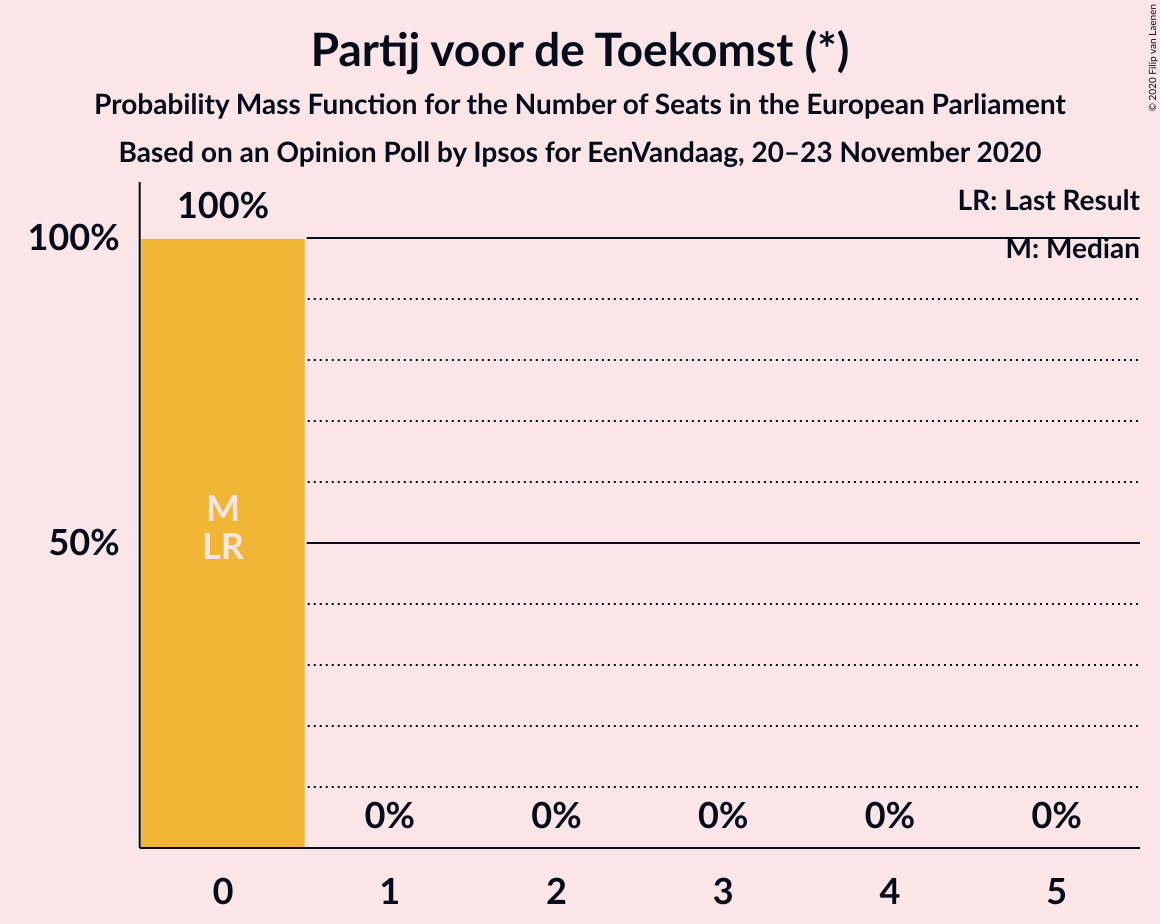 Partij voor de Toekomst (*)
Probability Mass Function for the Number of Seats in the European Parliament
Based on an Opinion Poll by Ipsos for EenVandaag, 20–23 November 2020
© 2020 Filip van Laenen
LR: Last Result
M: Median
100%
100%
50%
M
LR
0%
0%
0%
0%
0%
0
1
2
3
4
5